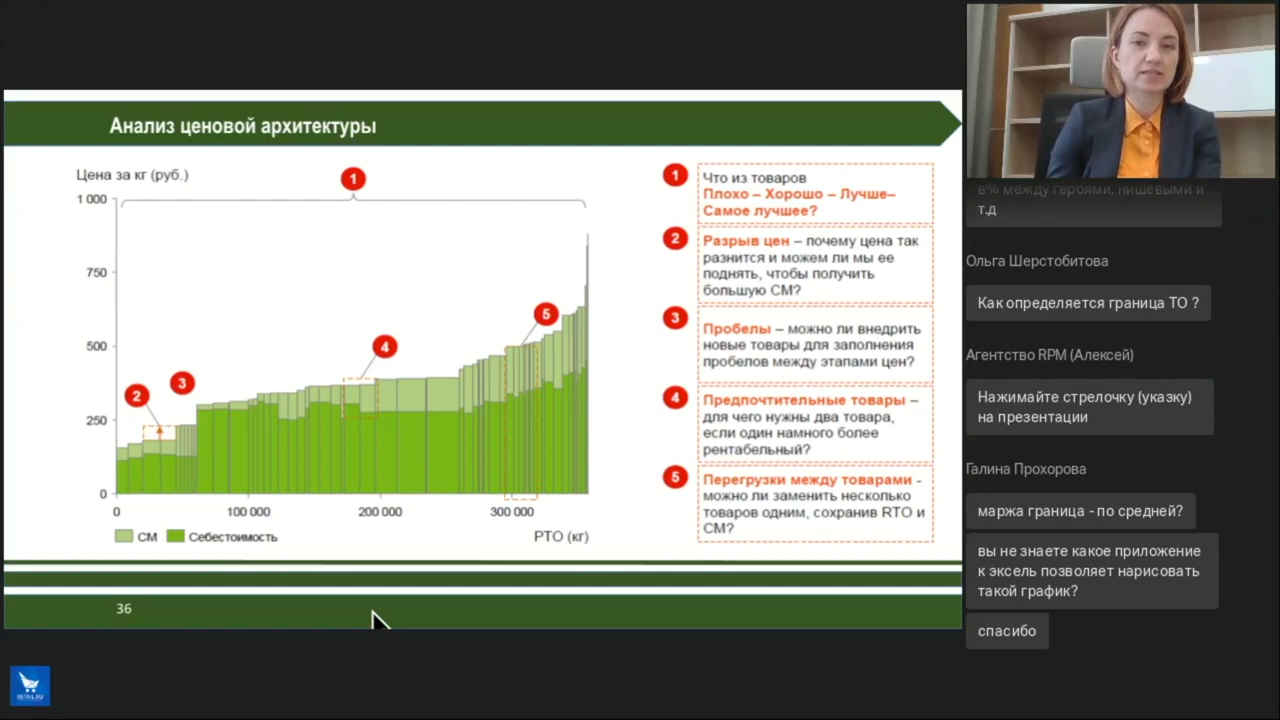 Анализ ценовой архитектуры
Цена за кг (руб.)
1 000
750
500
250
0
0
100 000
200 000
300 000
РТО (кг)
СМ
Себестоимость
1
2
3
4
5
1
Что из товаров
Плохо – Хорошо – Лучше–
Самое лучшее?
2
Разрыв цен – почему цена так
разнится и можем ли мы ее
поднять, чтобы получить
большую СМ?
3
Пробелы – можно ли внедрить
новые товары для заполнения
пробелов между этапами цен?
4
Предпочтительные товары –
для чего нужны два товара,
если один намного более
рентабельный?
5
Перегрузки между товарами -
можно ли заменить несколько
товаров одним, сохранив RTO и
СМ?
36
RETAIL.RU
в% между героями, нишевыми и
т.д
Ольга Шерстобитова
Как определяется граница ТО ?
Агентство RPM (Алексей)
Нажимайте стрелочку (указку)
на презентации
Галина Прохорова
маржа граница - по средней?
вы не знаете какое приложение
к эксель позволяет нарисовать
такой график?
спасибо